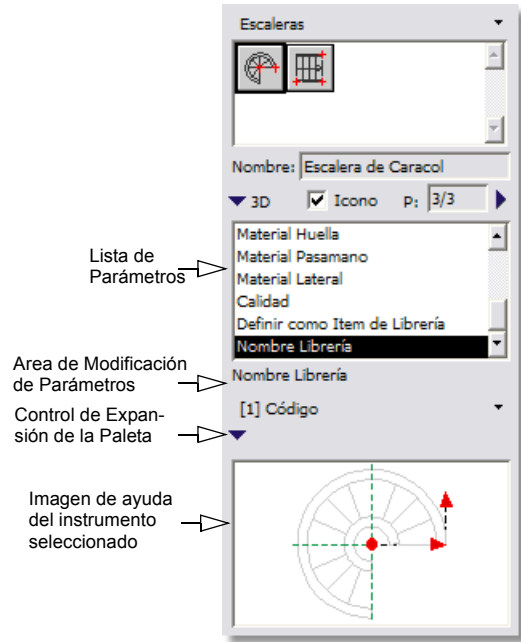 Escaleras
Nombre: Escalera de Caracol
3D Icono P: 3/3
Lista de
Parámetros
Material Huella
Material Pasamano
Material Lateral
Calidad
Definir como Item de Librería
Nombre Librería
Area de Modificación
de Parámetros
Nombre Librería
Control de Expan-
sión de la Paleta
[1] Código
Imagen de ayuda
del instrumento
seleccionado